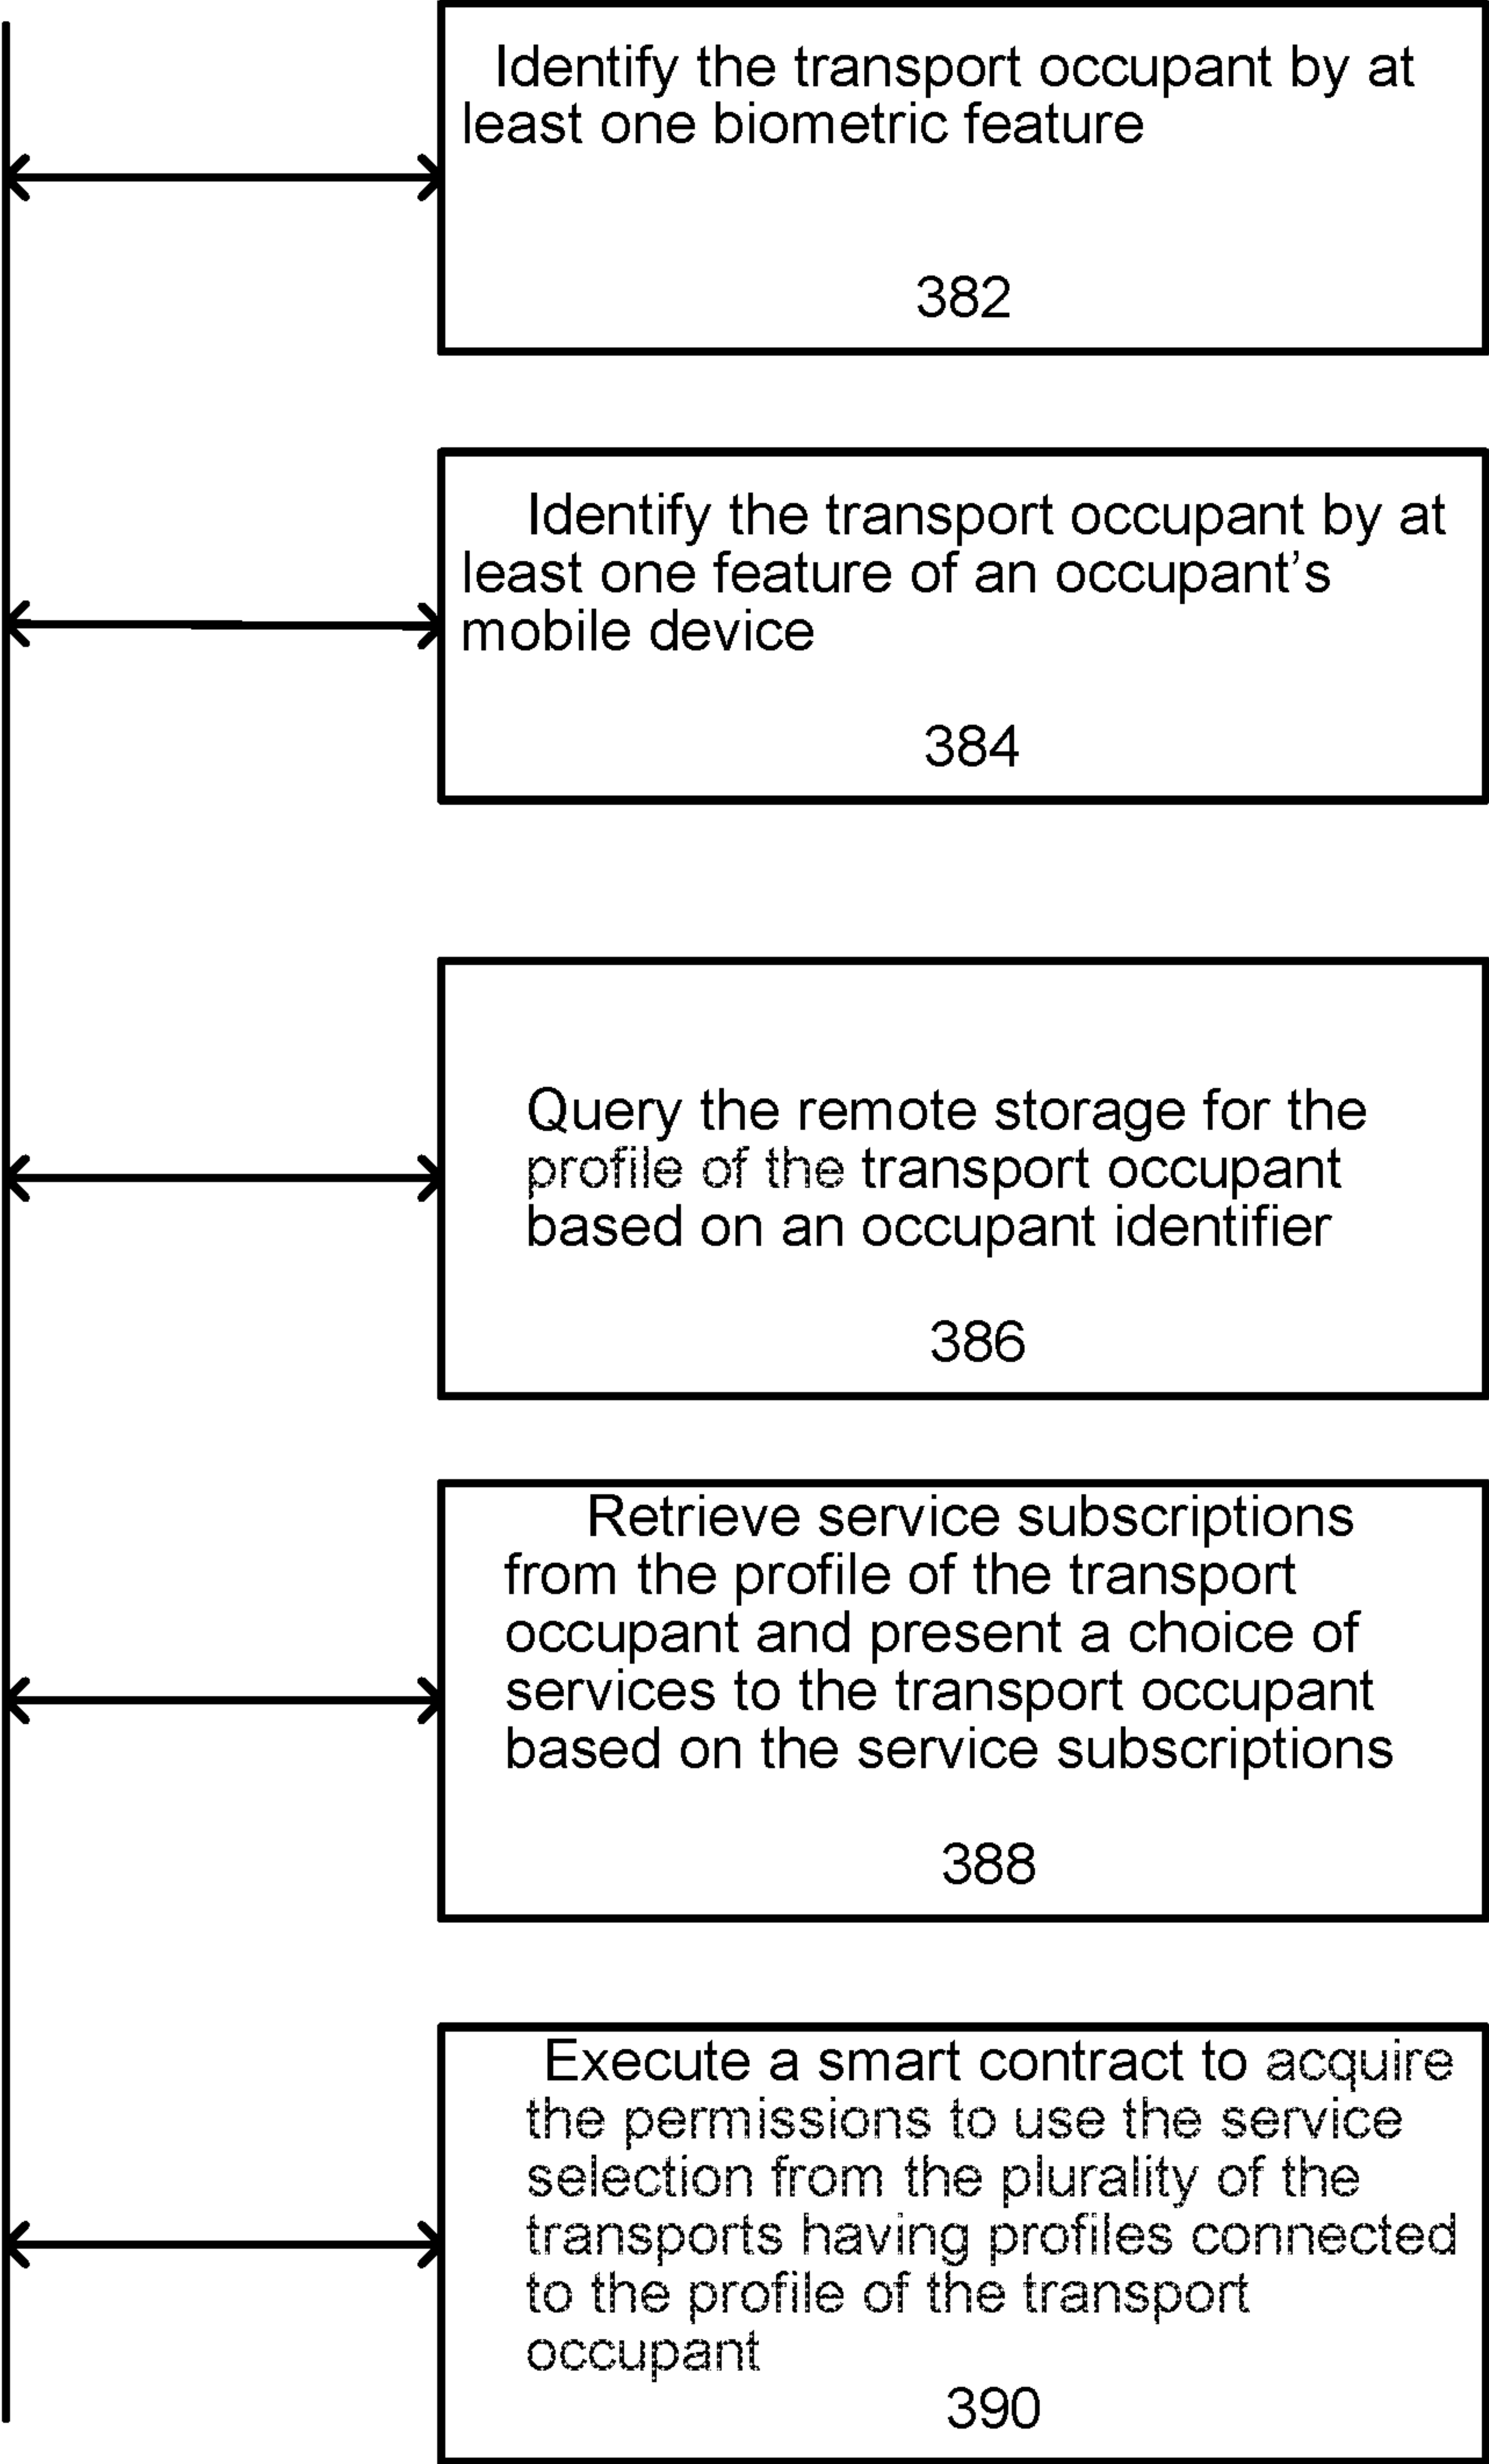 Identify the transport occupant by at
least one biometric feature
382
Identify the transport occupant by at
least one feature of an occupant's
mobile device
384
Query the remote storage for the
profile of the transport occupant
based on an occupant identifier
386
Retrieve service subscriptions
from the profile of the transport
occupant and present a choice of
services to the transport occupant
based on the service subscriptions
388
Execute a smart contract to acquire
the permissions to use the service
selection from the plurality of the
transports having profiles connected
to the profile of the transport
occupant
390